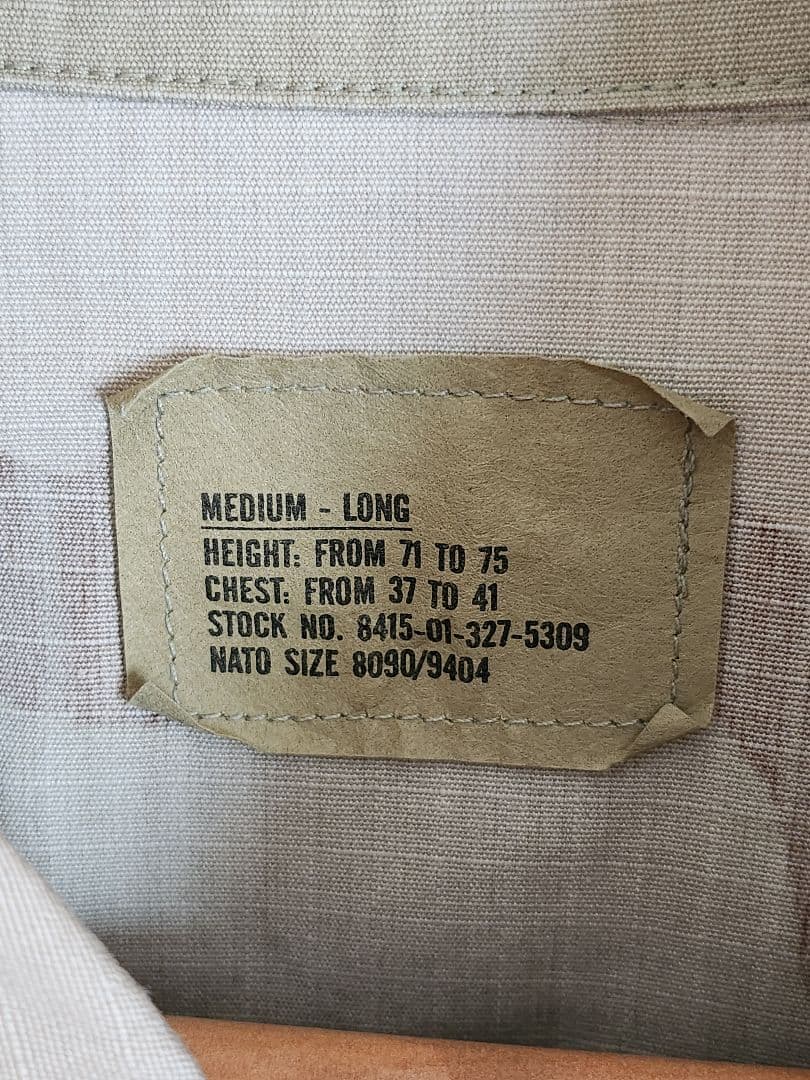 MEDIUM - LONG
HEIGHT: FROM 71 TO 75
CHEST: FROM 37 TO 41
STOCK NO. 8415-01-327-5309
NATO SIZE 8090/9404